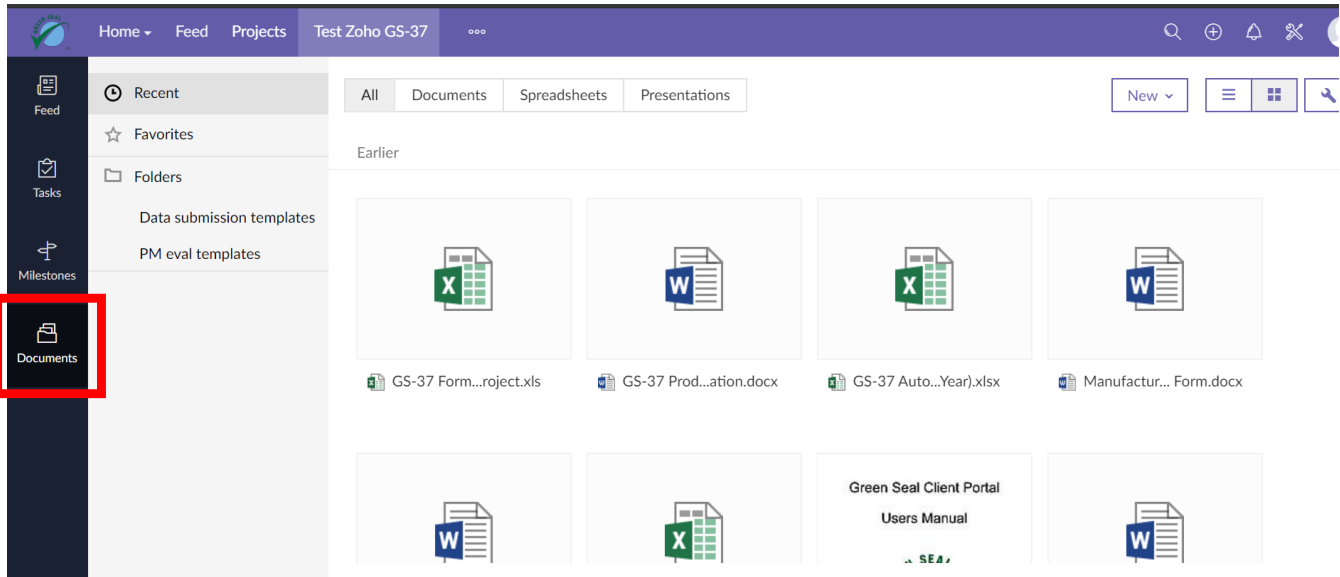 Home Feed Projects Test Zoho GS-37
Feed
Tasks
Milestones
Documents
Recent
Favorites
Folders
Data submission templates
PM eval templates
All Documents Spreadsheets Presentations
New
Earlier
X W X W
GS-37 Form...roject.xls GS-37 Prod...ation.docx GS-37 Auto...Year).xlsx Manufactur... Form.docx
W X W
Green Seal Client Portal
Users Manual
SEAL